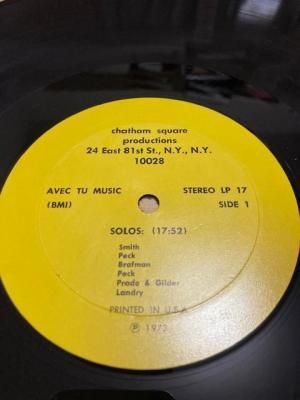 chatham square
productions
24 East 81st St., N.Y., N.Y.
10028
AVEC TU MUSIC STEREO LP 17
(BMI) SIDE 1
SOLOS: (17:52)
Smith
Peck
Brafman
Peck
Prado & Gilder
Landry
PRINTED IN U.S.A.
Ⓟ 1972